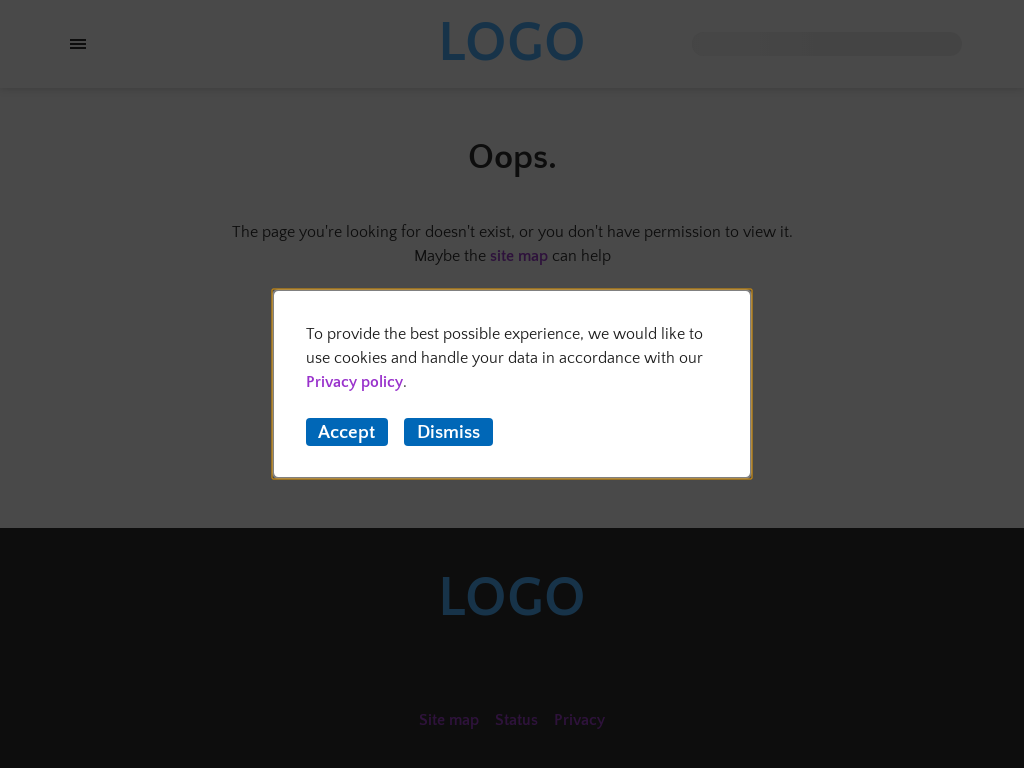 LOGO
Oops.
The page you're looking for doesn't exist, or you don't have permission to view it.
Maybe the site map can help
To provide the best possible experience, we would like to
use cookies and handle your data in accordance with our
Privacy policy.
Accept Dismiss
LOGO
Site map Status Privacy